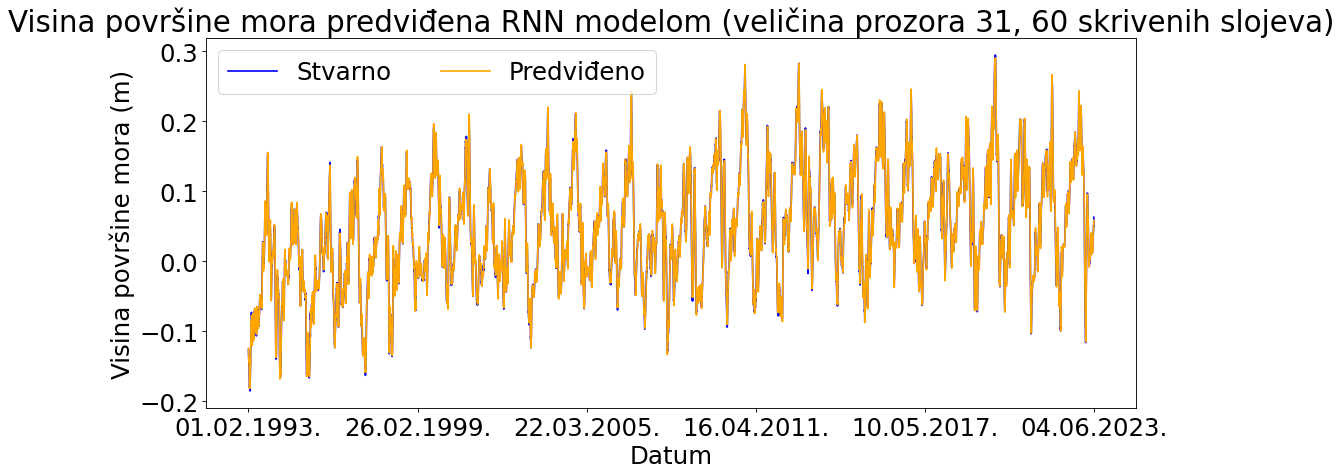 Visina površine mora predviđena RNN modelom (veličina prozora 31, 60 skrivenih slojeva)
Stvarno Predviđeno
Visina površine mora (m)
0.3
0.2
0.1
0.0
−0.1
−0.2
01.02.1993. 26.02.1999. 22.03.2005. 16.04.2011. 10.05.2017. 04.06.2023.
Datum